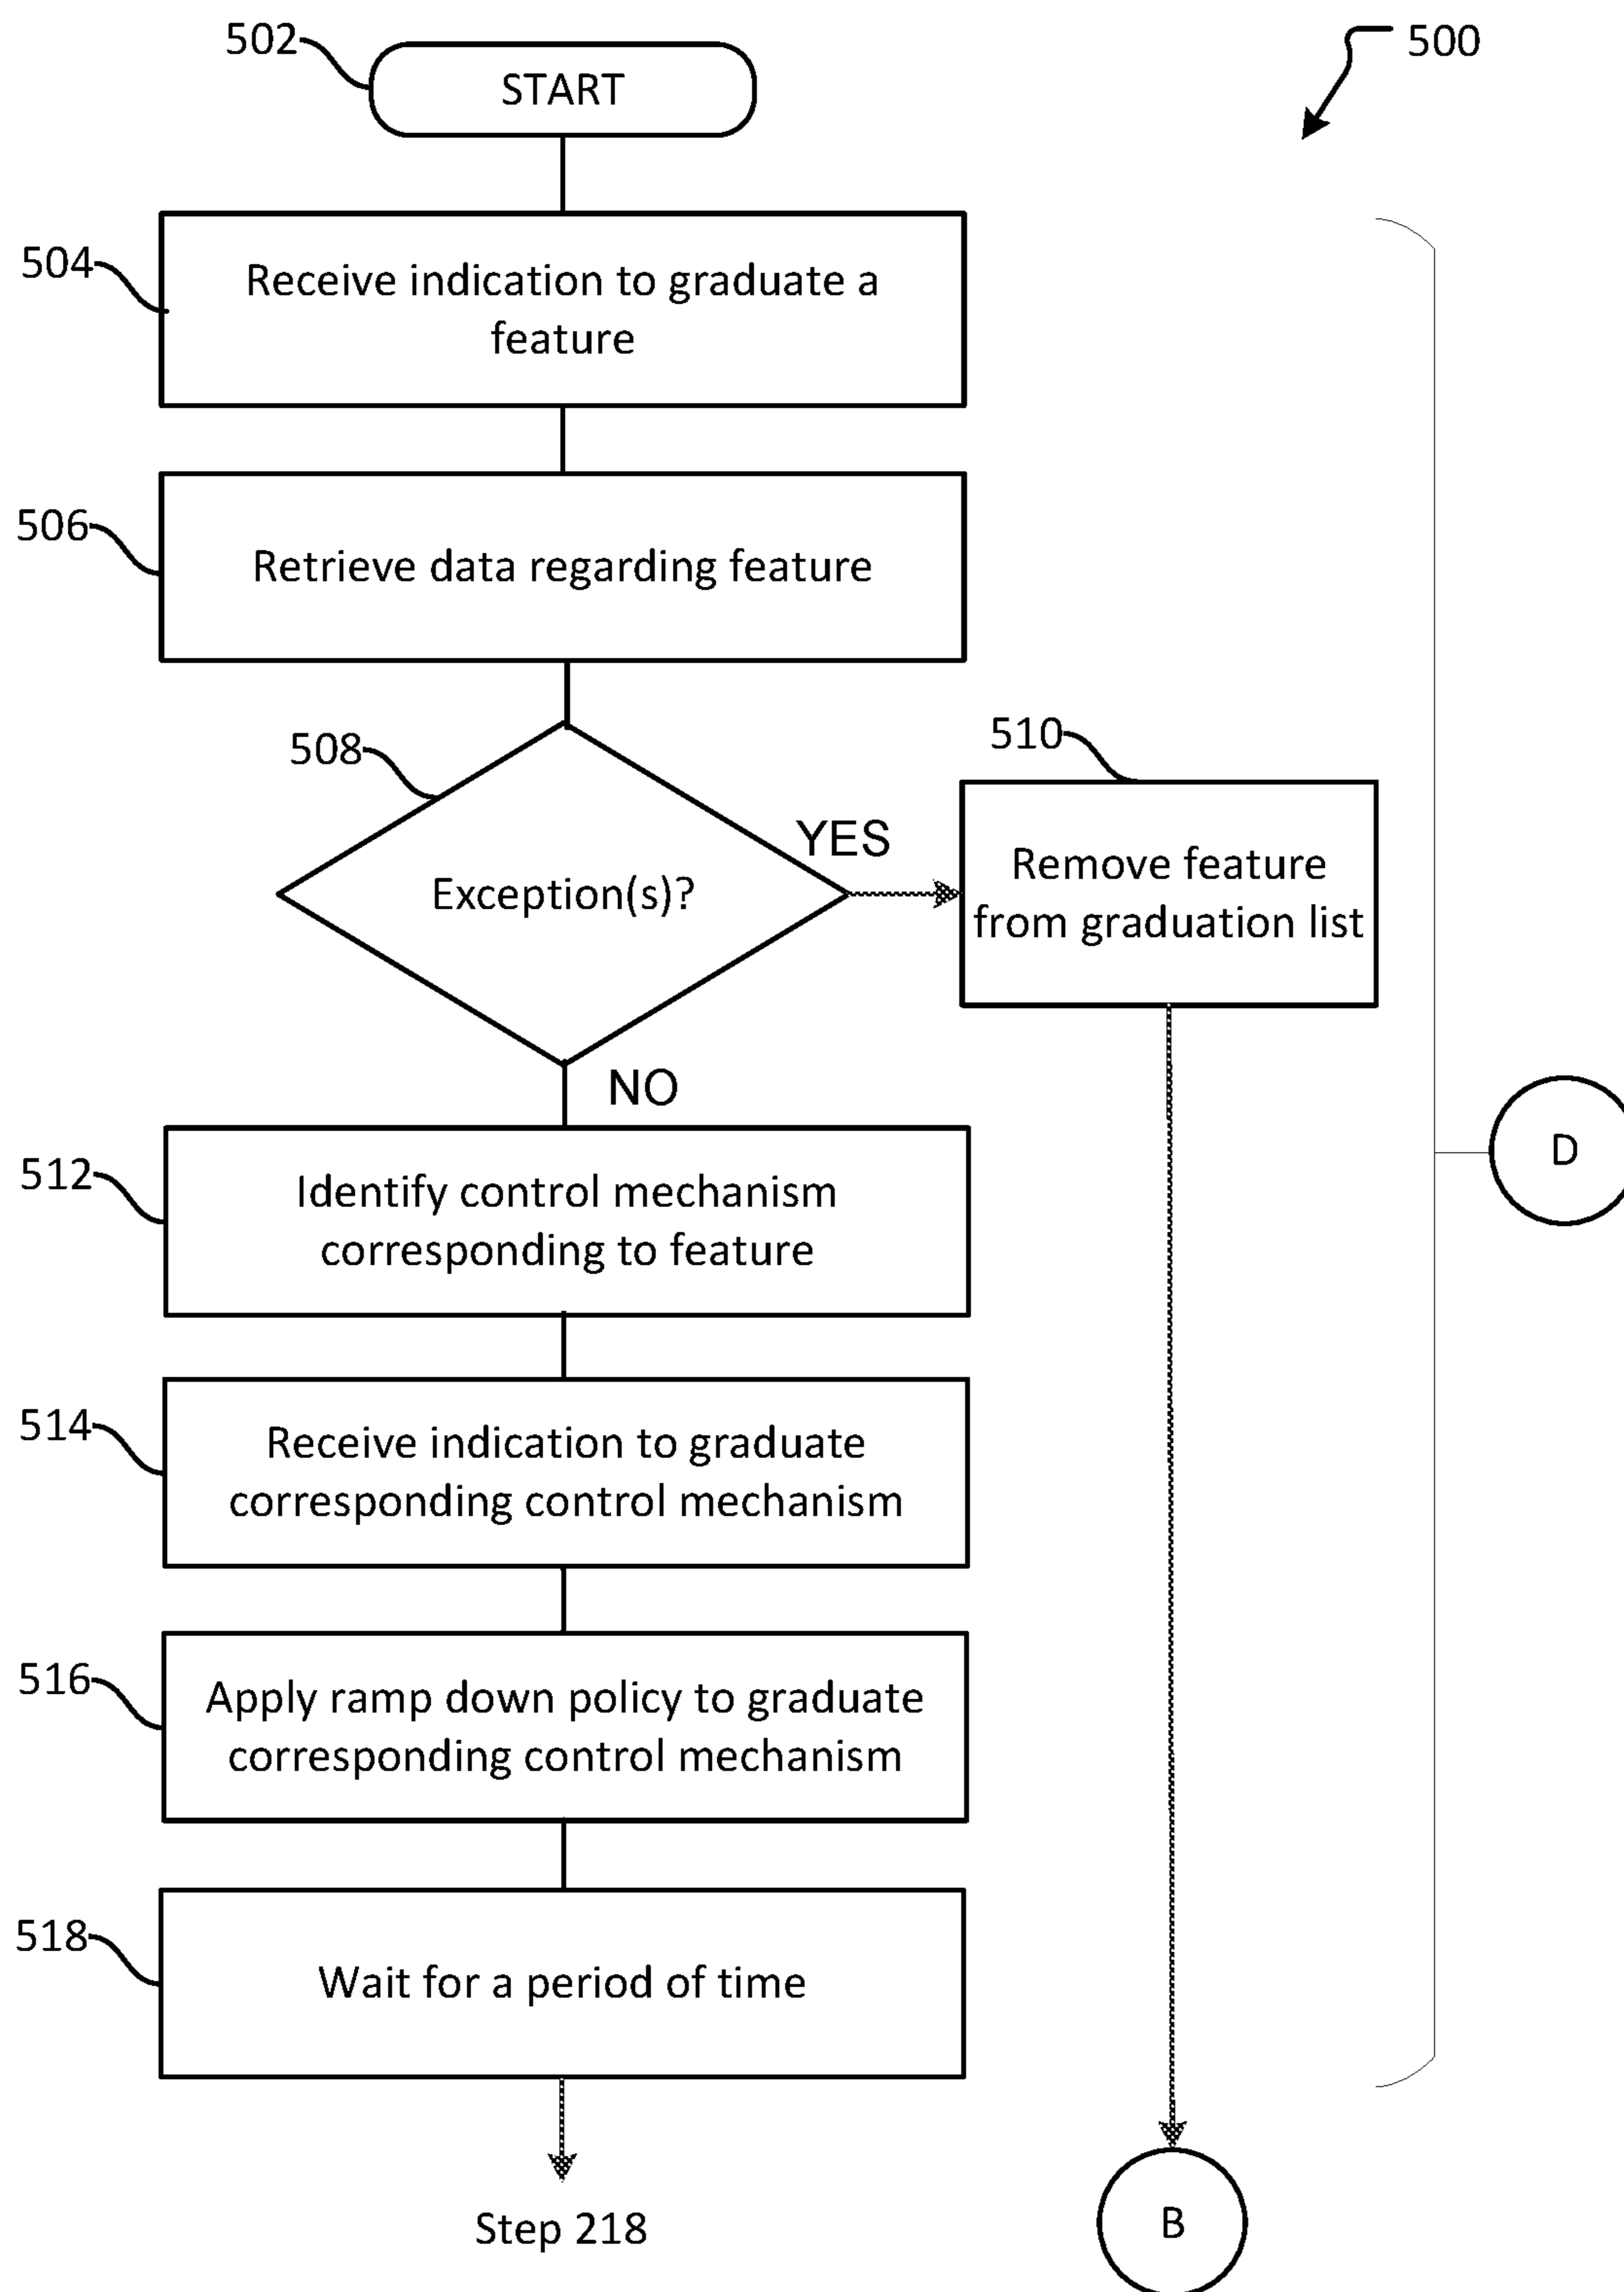 502
START
500
504
Receive indication to graduate a
feature
506
Retrieve data regarding feature
508
Exception(s)?
YES
510
Remove feature
from graduation list
NO
512
Identify control mechanism
corresponding to feature
D
514
Receive indication to graduate
corresponding control mechanism
516
Apply ramp down policy to graduate
corresponding control mechanism
518
Wait for a period of time
Step 218
B